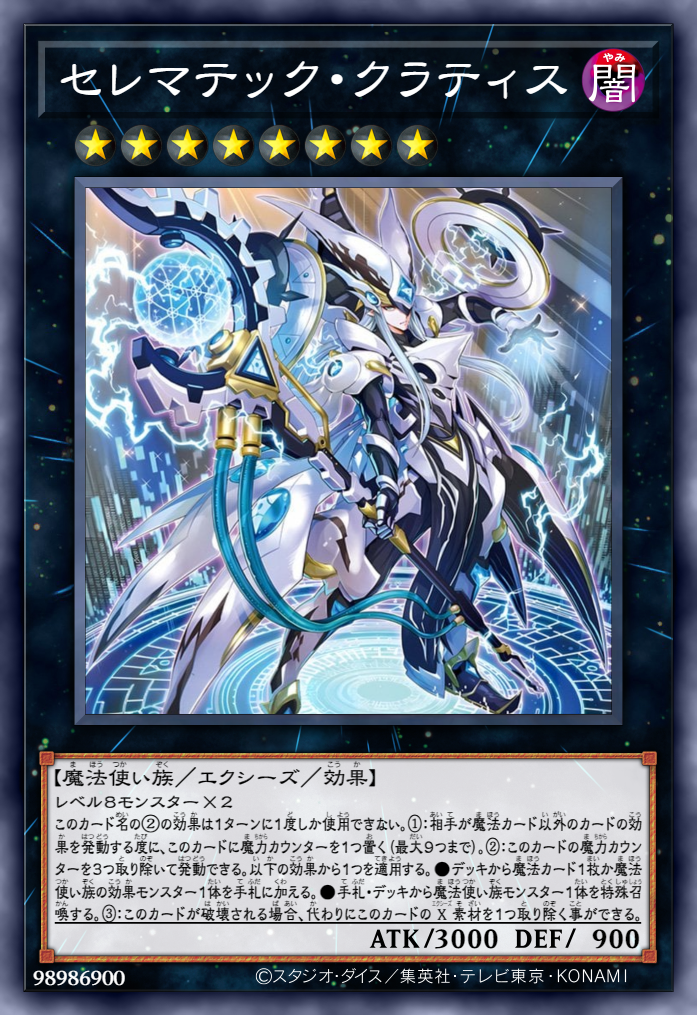 セレマテック・クラティス 闇
【魔法使い族／エクシーズ／効果】
レベル８モンスター×２
このカード名の②の効果は1ターンに1度しか使用できない。①：相手が魔法カード以外のカードの効
果を発動する度に、このカードに魔力カウンターを1つ置く（最大9つまで）。②：このカードの魔力カウン
ターを3つ取り除いて発動できる。以下の効果から1つを適用する。●デッキから魔法カード1枚か魔法
使い族の効果モンスター1体を手札に加える。●手札・デッキから魔法使い族モンスター1体を特殊召
喚する。③：このカードが破壊される場合、代わりにこのカードの X 素材を1つ取り除く事ができる。
ATK/3000 DEF/ 900
98986900 ©スタジオ・ダイス／集英社・テレビ東京・KONAMI